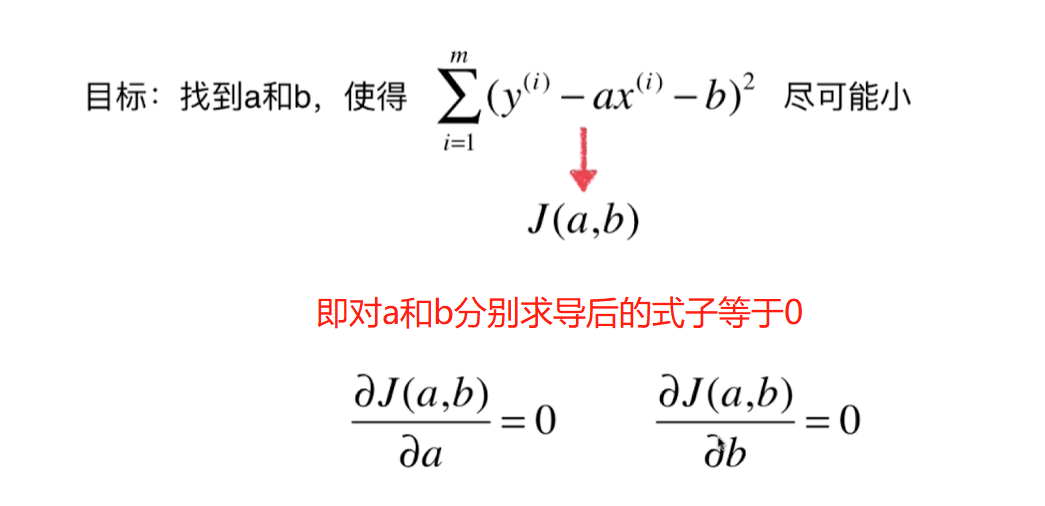 目标：找到a和b，使得 $\sum_{i=1}^{m}(y^{(i)} - ax^{(i)} - b)^2$ 尽可能小
J(a,b)
即对a和b分别求导后的式子等于0
$\frac{\partial J(a,b)}{\partial a} = 0$ $\frac{\partial J(a,b)}{\partial b} = 0$